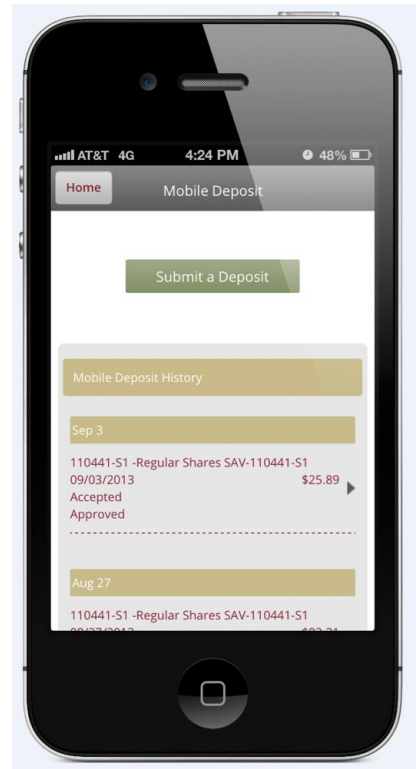 AT&T 4G 4:24 PM 48%
Home Mobile Deposit
Submit a Deposit
Mobile Deposit History
Sep 3
110441-S1 -Regular Shares SAV-110441-S1
09/03/2013 $25.89
Accepted
Approved
Aug 27
110441-S1 -Regular Shares SAV-110441-S1